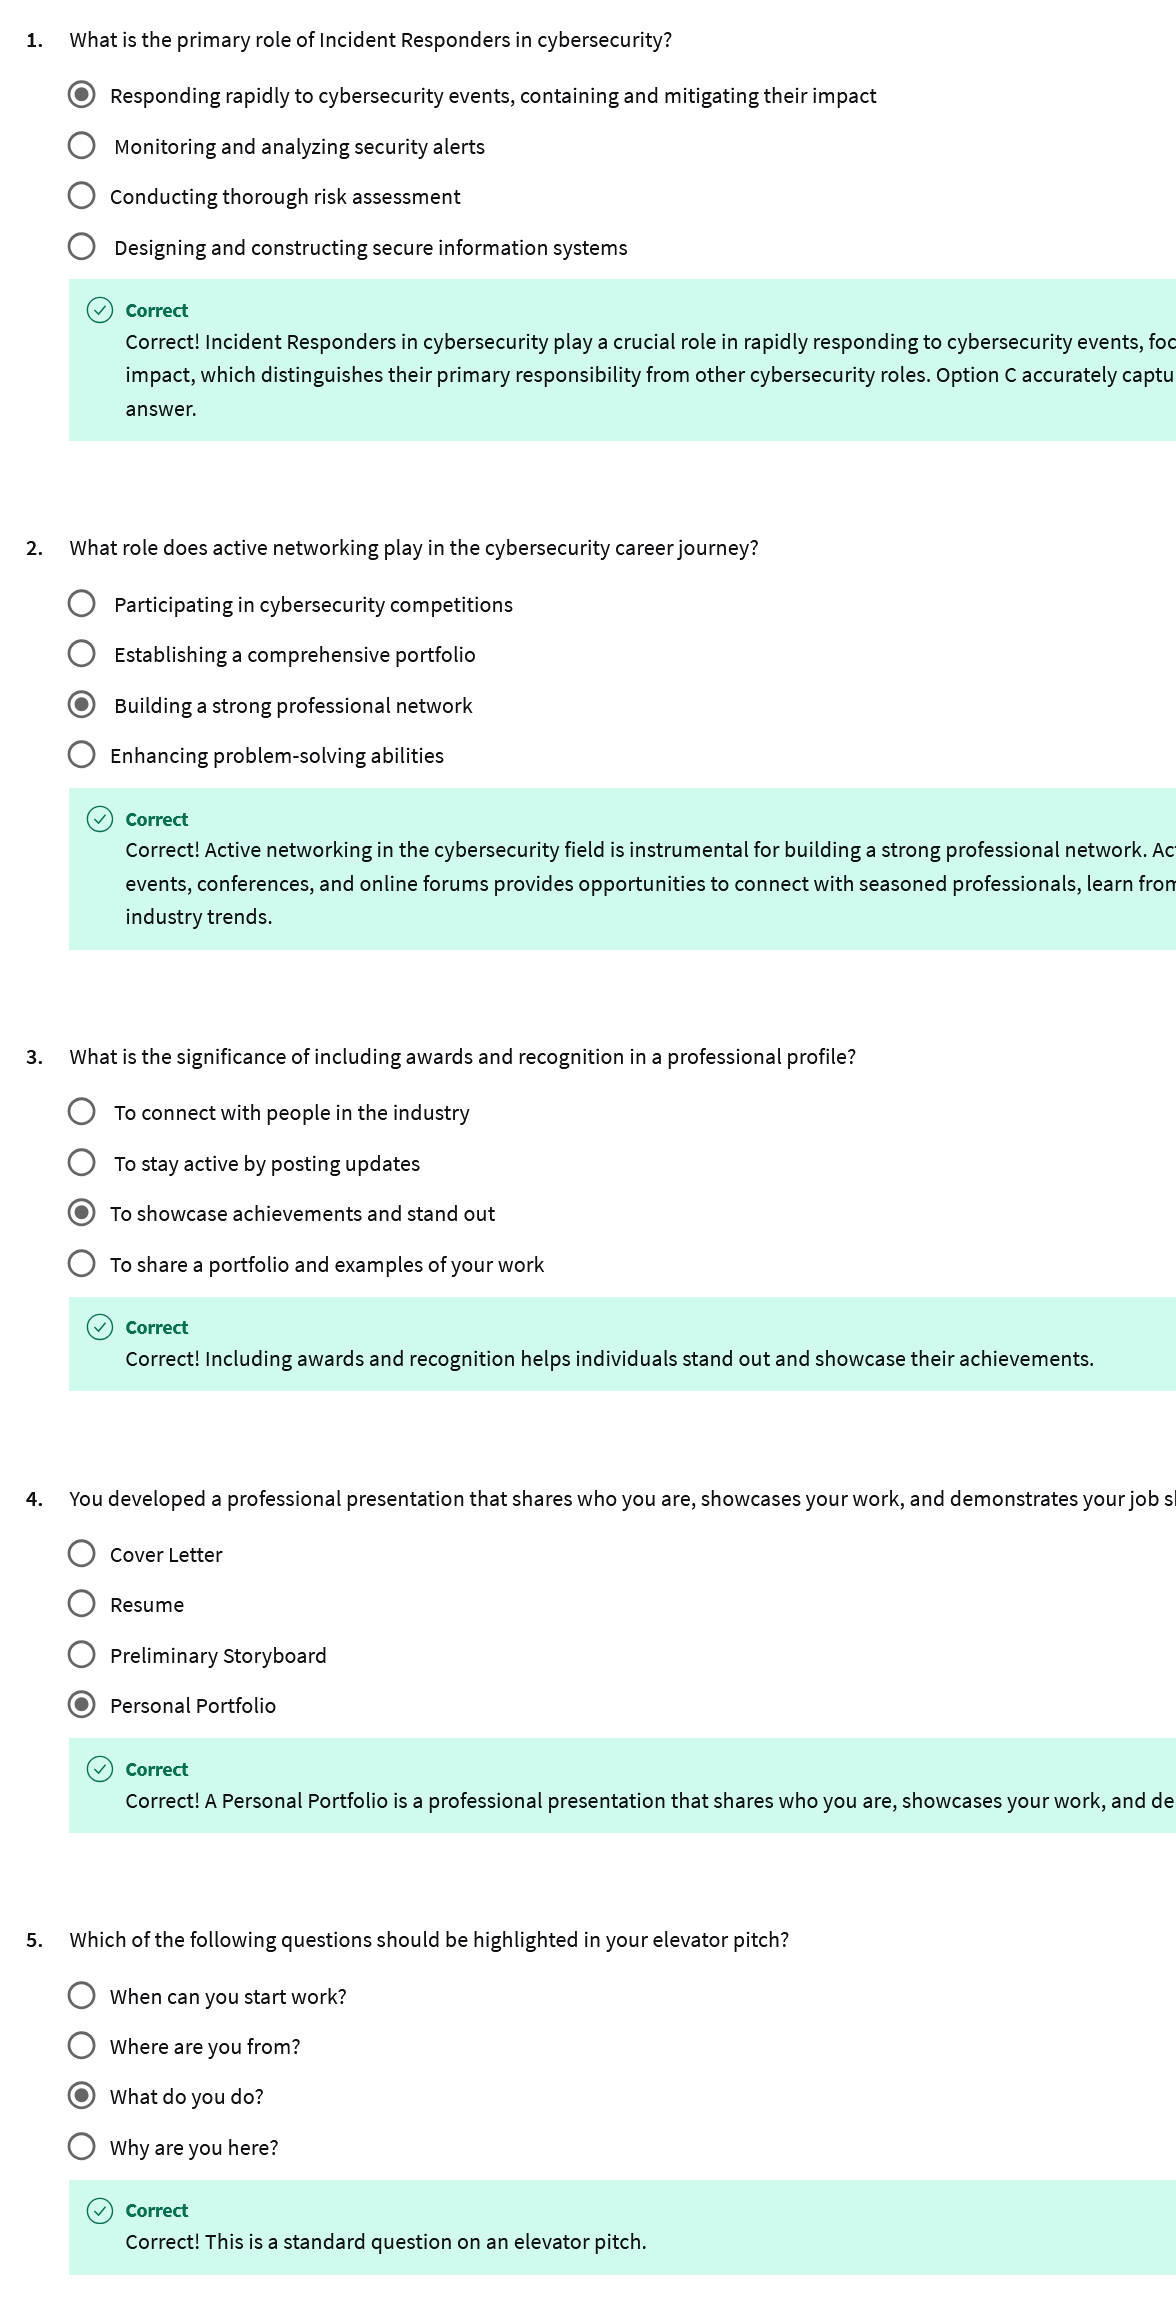 1. What is the primary role of Incident Responders in cybersecurity?
Responding rapidly to cybersecurity events, containing and mitigating their impact
Monitoring and analyzing security alerts
Conducting thorough risk assessment
Designing and constructing secure information systems
Correct
Correct! Incident Responders in cybersecurity play a crucial role in rapidly responding to cybersecurity events,
impact, which distinguishes their primary responsibility from other cybersecurity roles. Option C accurately
answer.
2. What role does active networking play in the cybersecurity career journey?
Participating in cybersecurity competitions
Establishing a comprehensive portfolio
Building a strong professional network
Enhancing problem-solving abilities
Correct
Correct! Active networking in the cybersecurity field is instrumental for building a strong professional network.
events, conferences, and online forums provides opportunities to connect with seasoned professionals, learn from
industry trends.
3. What is the significance of including awards and recognition in a professional profile?
To connect with people in the industry
To stay active by posting updates
To showcase achievements and stand out
To share a portfolio and examples of your work
Correct
Correct! Including awards and recognition helps individuals stand out and showcase their achievements.
4. You developed a professional presentation that shares who you are, showcases your work, and demonstrates your job
Cover Letter
Resume
Preliminary Storyboard
Personal Portfolio
Correct
Correct! A Personal Portfolio is a professional presentation that shares who you are, showcases your work, and
5. Which of the following questions should be highlighted in your elevator pitch?
When can you start work?
Where are you from?
What do you do?
Why are you here?
Correct
Correct! This is a standard question on an elevator pitch.